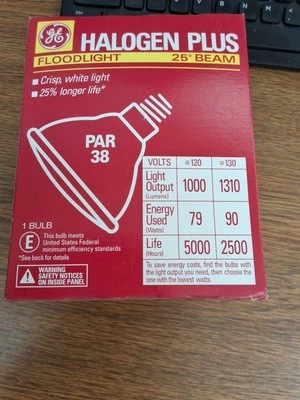 GE
HALOGEN PLUS
FLOODLIGHT 25° BEAM
Crisp, white light
25% longer life*
PAR
38
VOLTS @120 @130
Light
Output 1000 1310
(Lumens)
Energy
Used 79 90
(Watts)
Life 5000 2500
(Hours)
To save energy costs, find the bulbs with
the light output you need, then choose the
one with the lowest watts.
1 BULB
E
This bulb meets
United States Federal
minimum efficiency standards
*See back for details
WARNING
SAFETY NOTICES
ON INSIDE PANEL